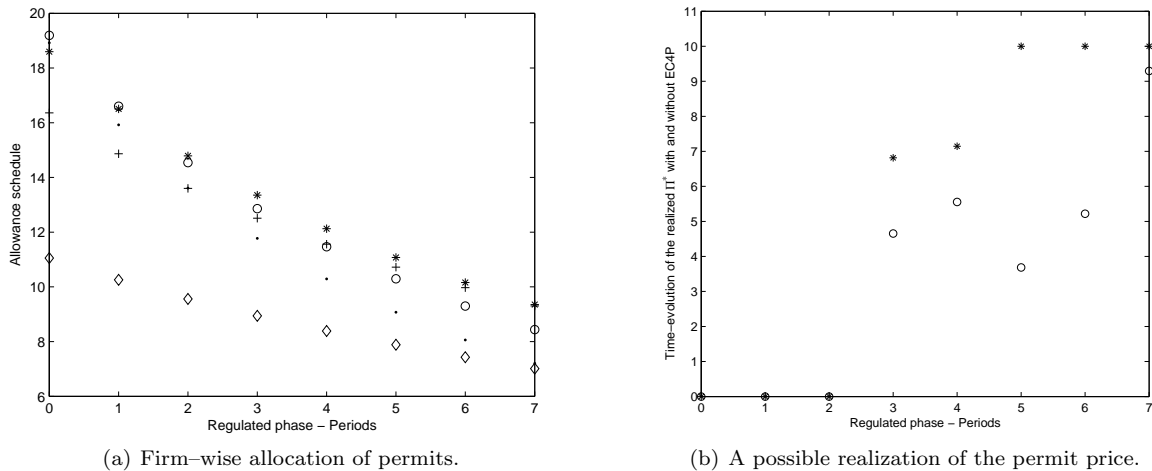 20
18
16
14
12
10
8
6
Allowance schedule
0 1 2 3 4 5 6 7
Regulated phase – Periods
(a) Firm–wise allocation of permits.
11
10
9
8
7
6
5
4
3
2
1
0
Time–evolution of the realized Π* with and without EC4P
0 1 2 3 4 5 6 7
Regulated phase – Periods
(b) A possible realization of the permit price.